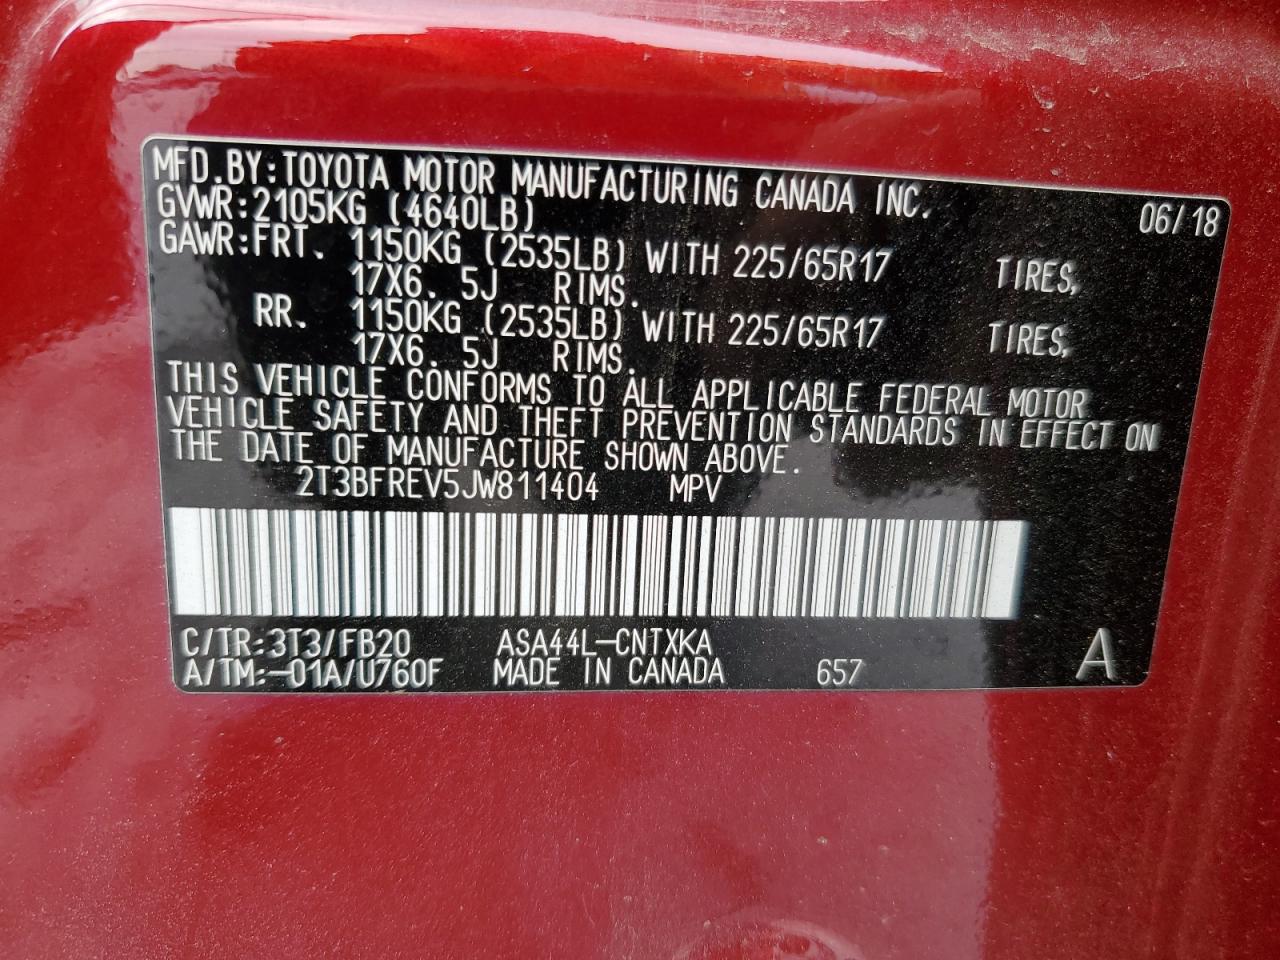 MFD.BY:TOYOTA MOTOR MANUFACTURING CANADA INC. 06/18
GVWR:2105KG (4640LB)
GAWR:FRT. 1150KG (2535LB) WITH 225/65R17 TIRES,
17X6.5J RIMS.
RR. 1150KG (2535LB) WITH 225/65R17 TIRES,
17X6.5J RIMS.
THIS VEHICLE CONFORMS TO ALL APPLICABLE FEDERAL MOTOR
VEHICLE SAFETY AND THEFT PREVENTION STANDARDS IN EFFECT ON
THE DATE OF MANUFACTURE SHOWN ABOVE.
2T3BFREV5JW811404 MPV
C/TR:3T3/FB20 ASA44L-CNTXKA
A/TM:-01A/U760F MADE IN CANADA 657 A